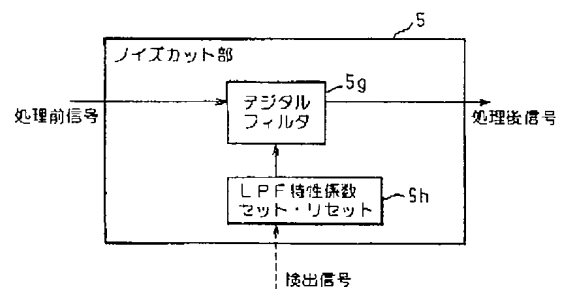 5
ノイズカット部
5g
デジタル
フィルタ
処理前信号
処理後信号
LPF特性係数
セット・リセット
5h
検出信号